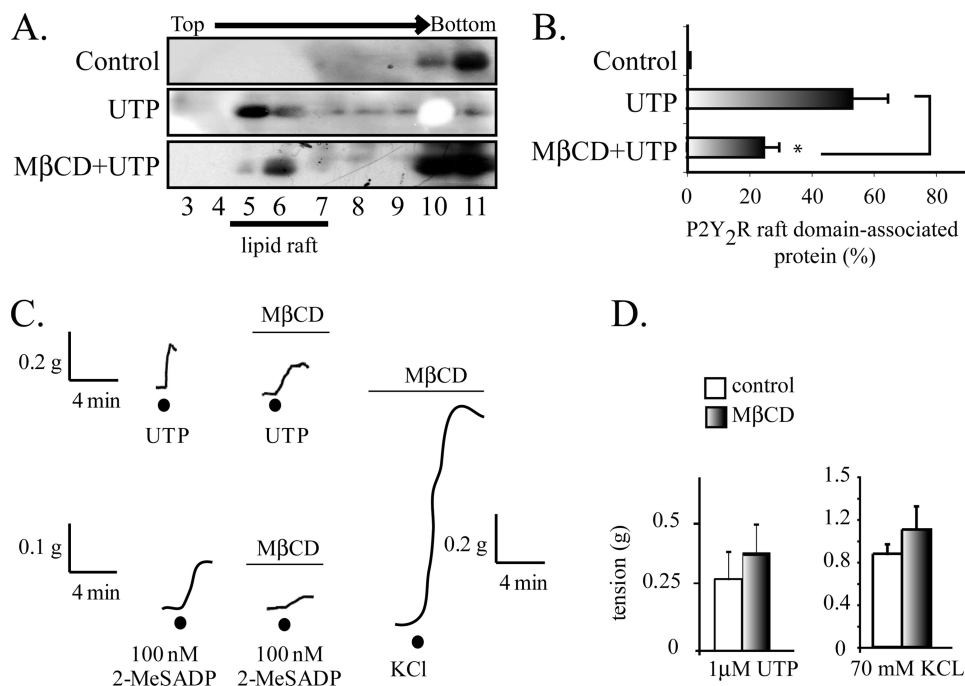 A.
Top Bottom
Control
UTP
MβCD+UTP
3 4 5 6 7 8 9 10 11
lipid raft
B.
Control
UTP
MβCD+UTP
*
0 20 40 60 80
P2Y2R raft domain-associated
protein (%)
C.
0.2 g
4 min
UTP
MβCD
UTP
MβCD
KCl
0.2 g
4 min
0.1 g
4 min
100 nM
2-MeSADP
MβCD
100 nM
2-MeSADP
D.
control
MβCD
tension (g)
0.5
0.25
0
1μM UTP
1.5
1.2
0.9
0.6
0.4
0
70 mM KCL